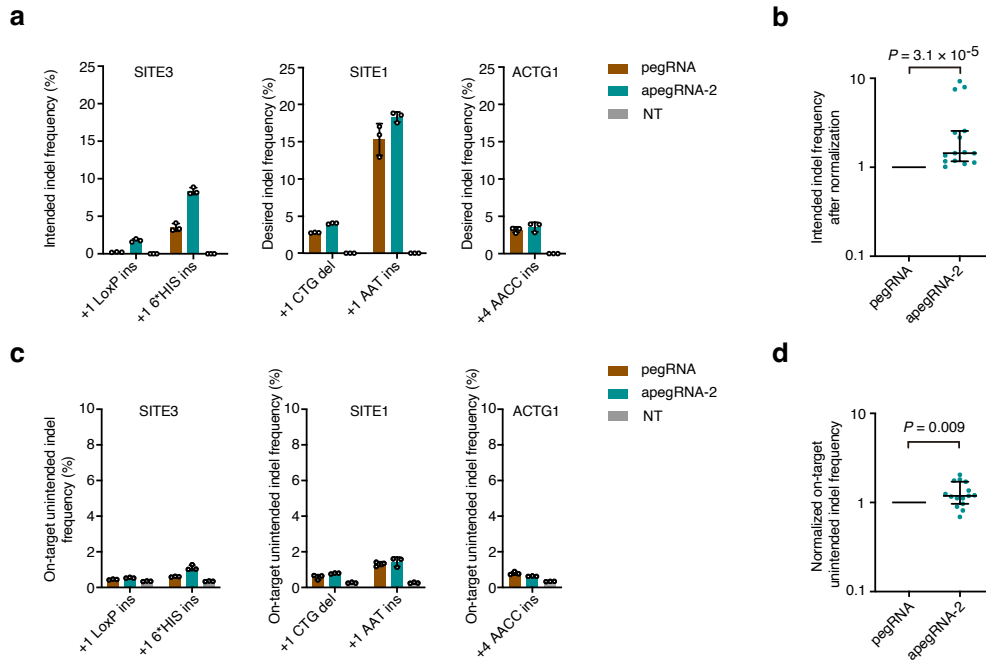 a
Intended indel frequency (%)
25
20
15
10
5
0
SITE3
+1 LoxP ins
+1 6*HIS ins
Desired indel frequency (%)
25
20
15
10
5
0
SITE1
+1 CTG del
+1 AAT ins
Desired indel frequency (%)
25
20
15
10
5
0
ACTG1
+4 AACC ins
pegRNA
apegRNA-2
NT
b
Intended indel frequency
after normalization
P = 3.1 × 10-5
10
1
0.1
pegRNA
apegRNA-2
c
On-target unintended indel
frequency (%)
10
8
6
4
2
0
SITE3
+1 LoxP ins
+1 6*HIS ins
On-target unintended indel frequency (%)
10
8
6
4
2
0
SITE1
+1 CTG del
+1 AAT ins
On-target unintended indel frequency (%)
10
8
6
4
2
0
ACTG1
+4 AACC ins
pegRNA
apegRNA-2
NT
d
Normalized on-target
unintended indel frequency
P = 0.009
10
1
0.1
pegRNA
apegRNA-2